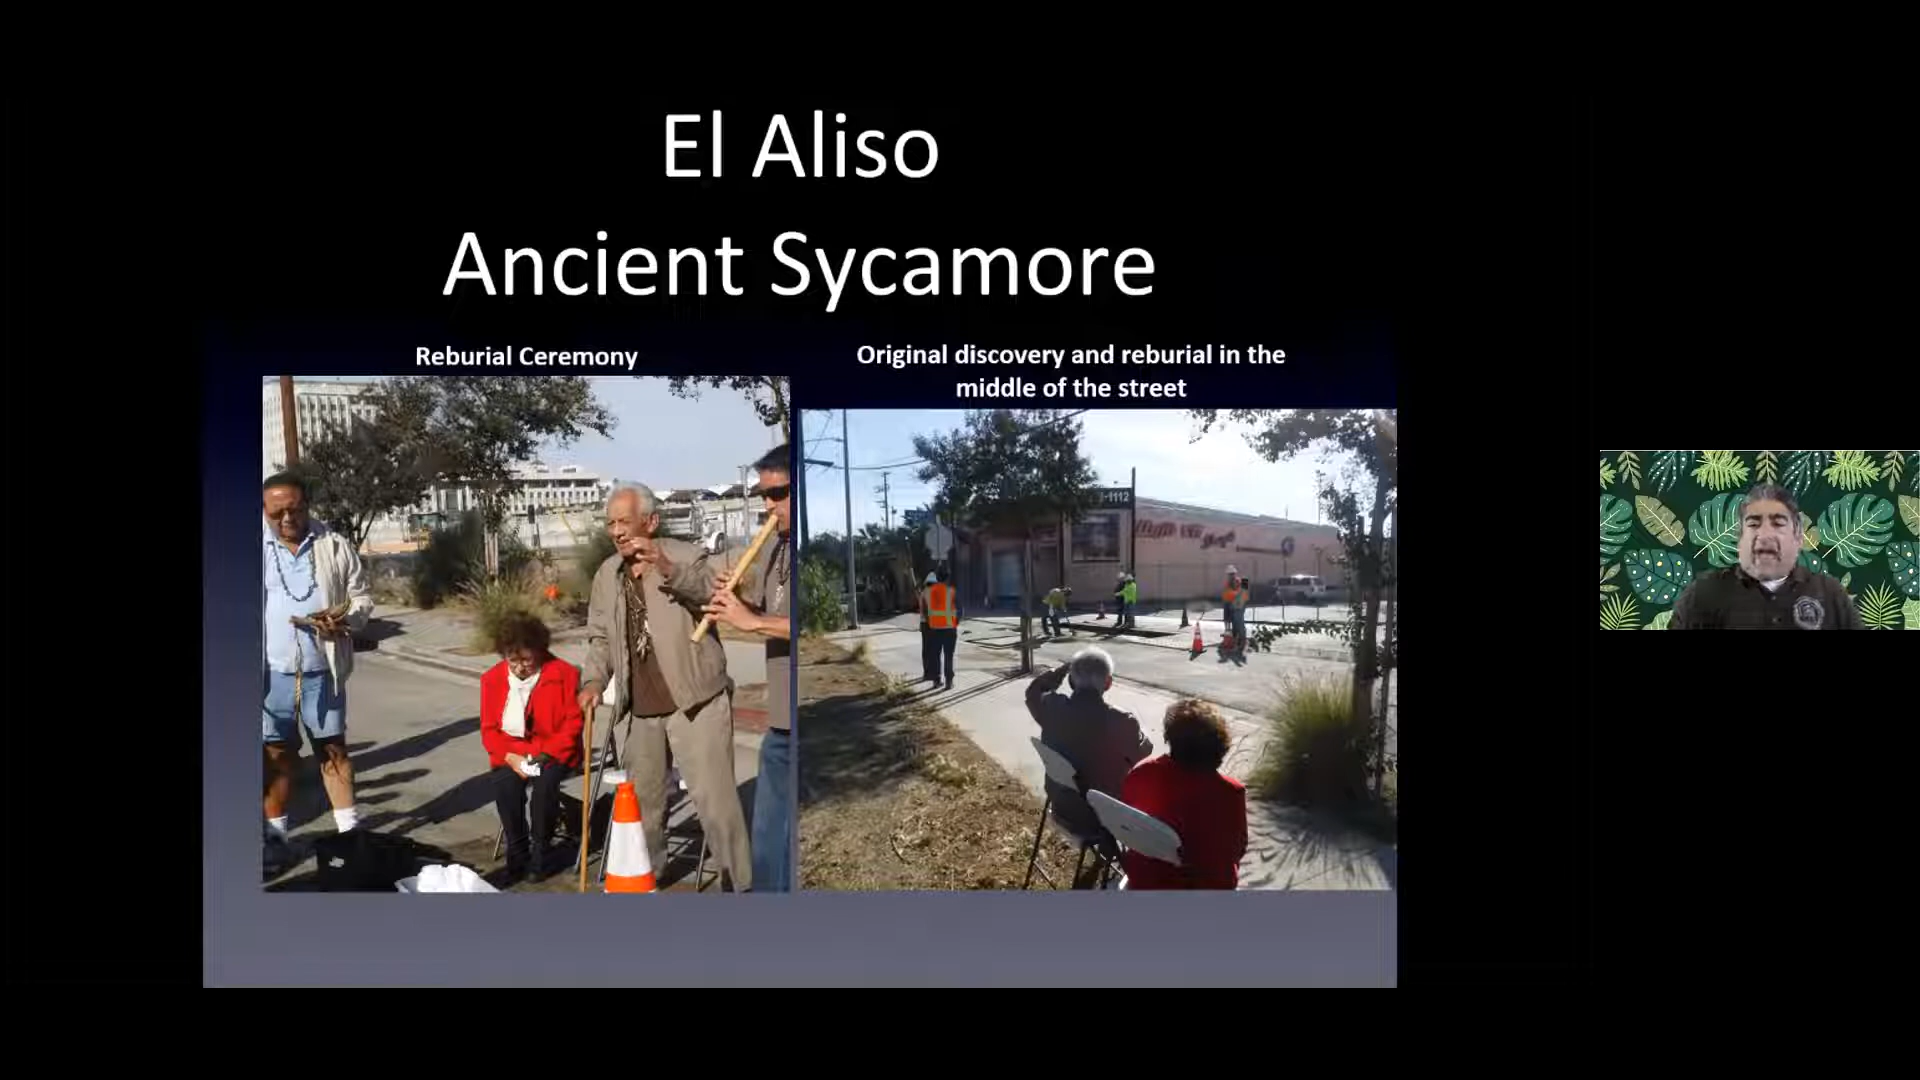 El Aliso
Ancient Sycamore
Reburial Ceremony
Original discovery and reburial in the
middle of the street